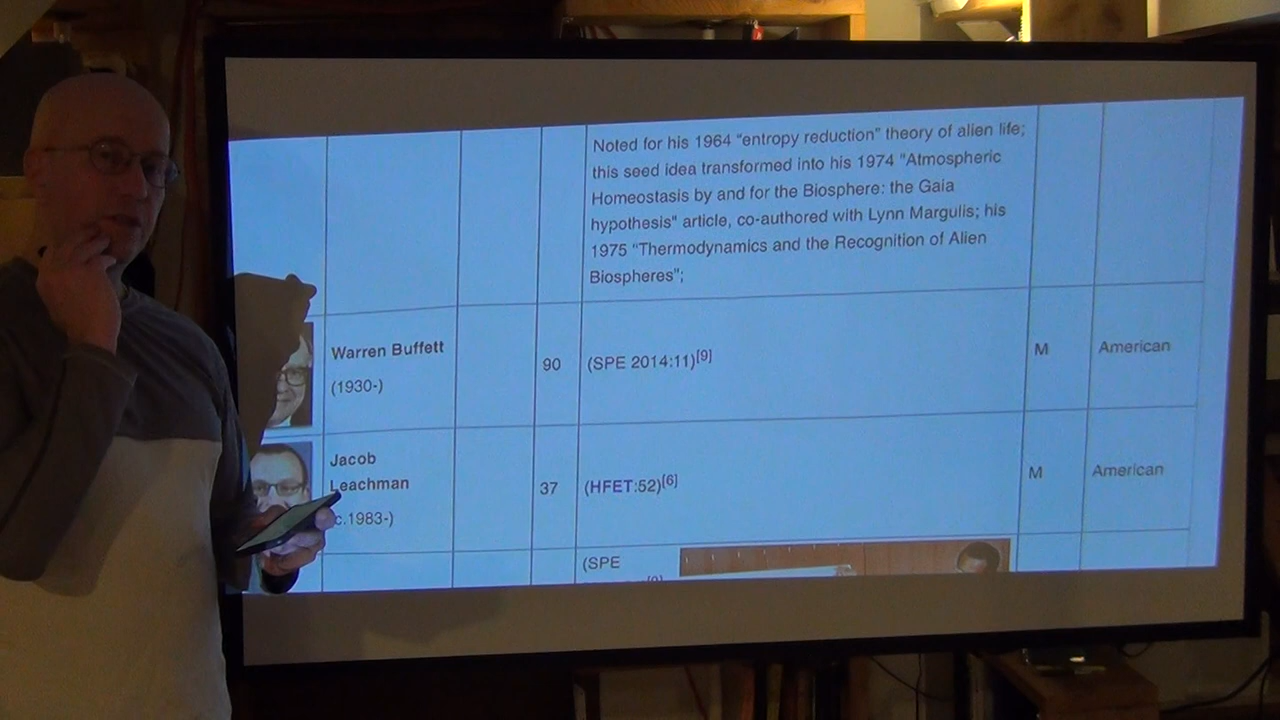 Noted for his 1964 "entropy reduction" theory of alien life;
this seed idea transformed into his 1974 "Atmospheric
Homeostasis by and for the Biosphere: the Gaia
hypothesis" article, co-authored with Lynn Margulis; his
1975 "Thermodynamics and the Recognition of Alien
Biospheres";
Warren Buffett
(1930-)
90
(SPE 2014:11)[9]
M
American
Jacob
Leachman
c.1983-)
37
(HFET:52)[6]
M
American
(SPE